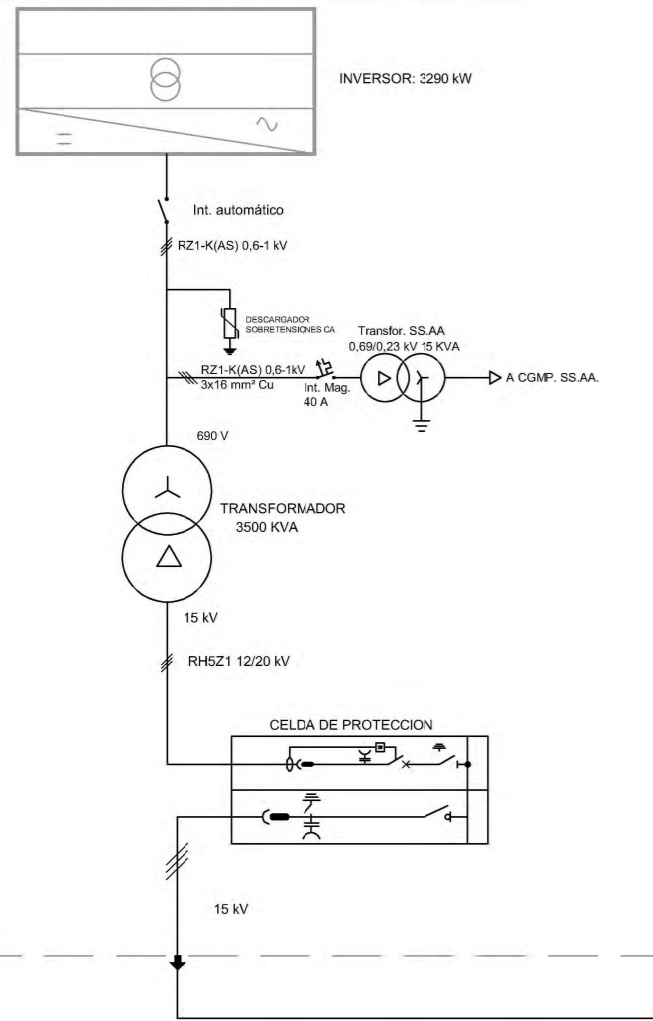 INVERSOR: 3290 kW
Int. automático
RZ1-K(AS) 0,6-1 kV
DESCARGADOR
SOBRETENSIONES CA
Transfor. SS.AA
0,69/0,23 kV 15 KVA
RZ1-K(AS) 0,6-1kV
3x16 mm² Cu
Int. Mag.
40 A
A CGMP. SS.AA.
690 V
TRANSFORMADOR
3500 KVA
15 kV
RH5Z1 12/20 kV
CELDA DE PROTECCION
15 kV